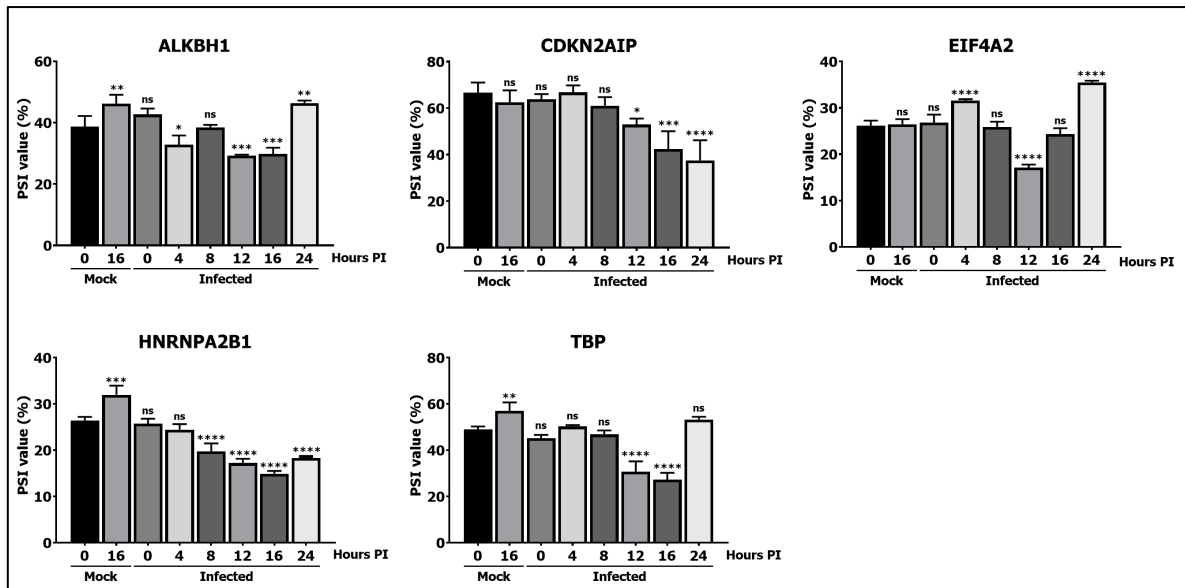 ALKBH1
PSI value (%)
60
40
20
0
** ns * ns *** *** **
0 16 0 4 8 12 16 24 Hours PI
Mock Infected
CDKN2AIP
PSI value (%)
80
60
40
20
0
ns ns ns ns * *** ****
0 16 0 4 8 12 16 24 Hours PI
Mock Infected
EIF4A2
PSI value (%)
40
30
20
10
0
ns ns **** ns **** ns ****
0 16 0 4 8 12 16 24 Hours PI
Mock Infected
HNRNPA2B1
PSI value (%)
40
30
20
10
0
*** ns ns **** **** **** ****
0 16 0 4 8 12 16 24 Hours PI
Mock Infected
TBP
PSI value (%)
80
60
40
20
0
** ns ns ns **** **** ns
0 16 0 4 8 12 16 24 Hours PI
Mock Infected